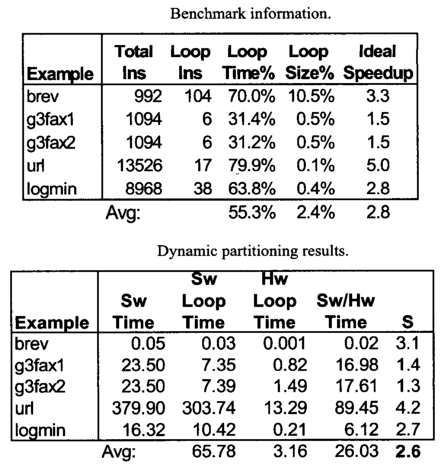 Benchmark information.
Total Loop Loop Loop Ideal
Example Ins Ins Time% Size% Speedup
brev 992 104 70.0% 10.5% 3.3
g3fax1 1094 6 31.4% 0.5% 1.5
g3fax2 1094 6 31.2% 0.5% 1.5
url 13526 17 79.9% 0.1% 5.0
logmin 8968 38 63.8% 0.4% 2.8
Avg: 55.3% 2.4% 2.8
Dynamic partitioning results.
Sw Hw
Sw Loop Loop Sw/Hw
Example Time Time Time Time S
brev 0.05 0.03 0.001 0.02 3.1
g3fax1 23.50 7.35 0.82 16.98 1.4
g3fax2 23.50 7.39 1.49 17.61 1.3
url 379.90 303.74 13.29 89.45 4.2
logmin 16.32 10.42 0.21 6.12 2.7
Avg: 65.78 3.16 26.03 2.6